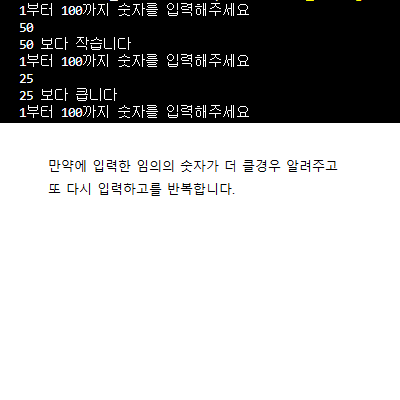 1부터 100까지 숫자를 입력해주세요
50
50 보다 작습니다
1부터 100까지 숫자를 입력해주세요
25
25 보다 큽니다
1부터 100까지 숫자를 입력해주세요
만약에 입력한 임의의 숫자가 더 클경우 알려주고
또 다시 입력하고를 반복합니다.